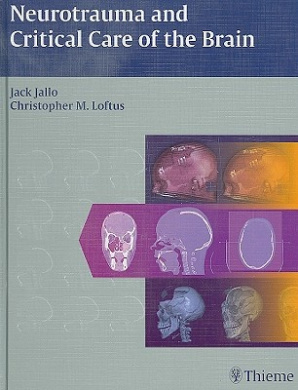 Neurotrauma and
Critical Care of the Brain
Jack Jallo
Christopher M. Loftus
Thieme